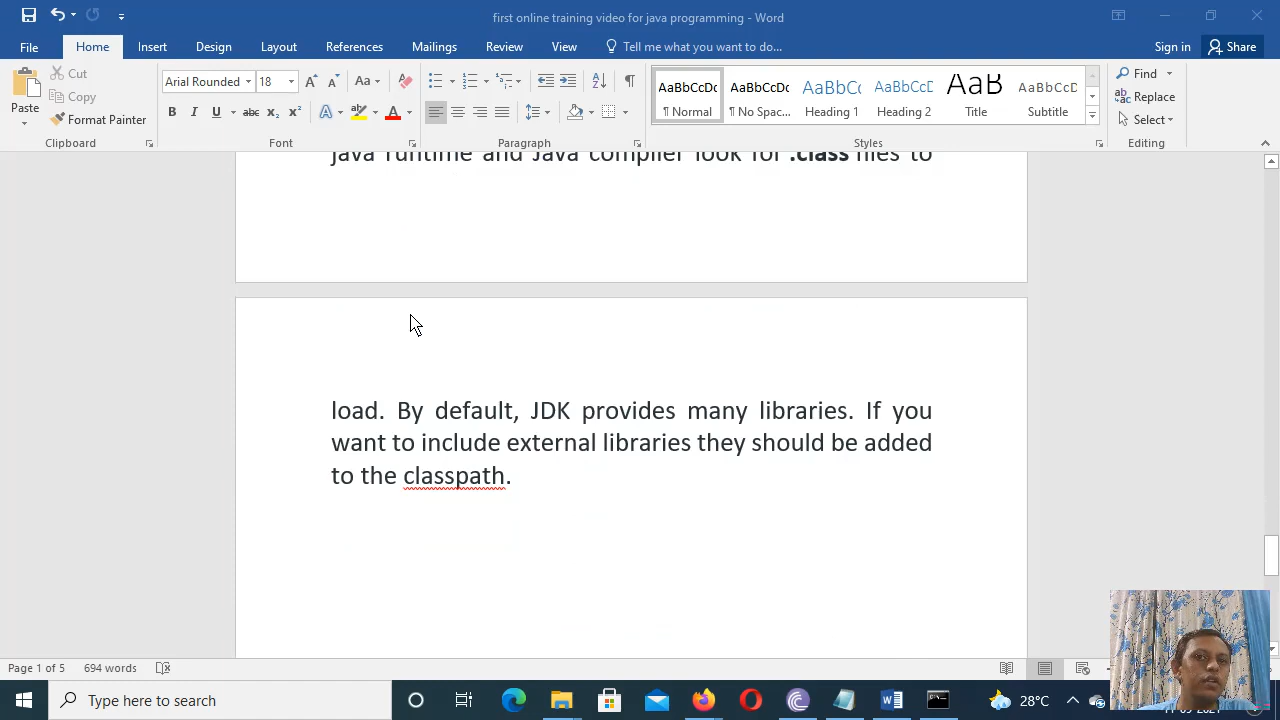 first online training video for java programming - Word
File Home Insert Design Layout References Mailings Review View Tell me what you want to do... Sign in Share
Paste Cut Copy Format Painter
Arial Rounded 18 Aa
B I U abc x₂ x² A A
AaBbCcDc AaBbCcDc AaBbCc AaBbCcD AaB AaBbCcD
¶ Normal ¶ No Spac... Heading 1 Heading 2 Title Subtitle
Find Replace Select
Clipboard Font Paragraph Styles Editing
java runtime and Java compiler look for .class files to
load. By default, JDK provides many libraries. If you
want to include external libraries they should be added
to the classpath.
Page 1 of 5 694 words
Type here to search 28°C